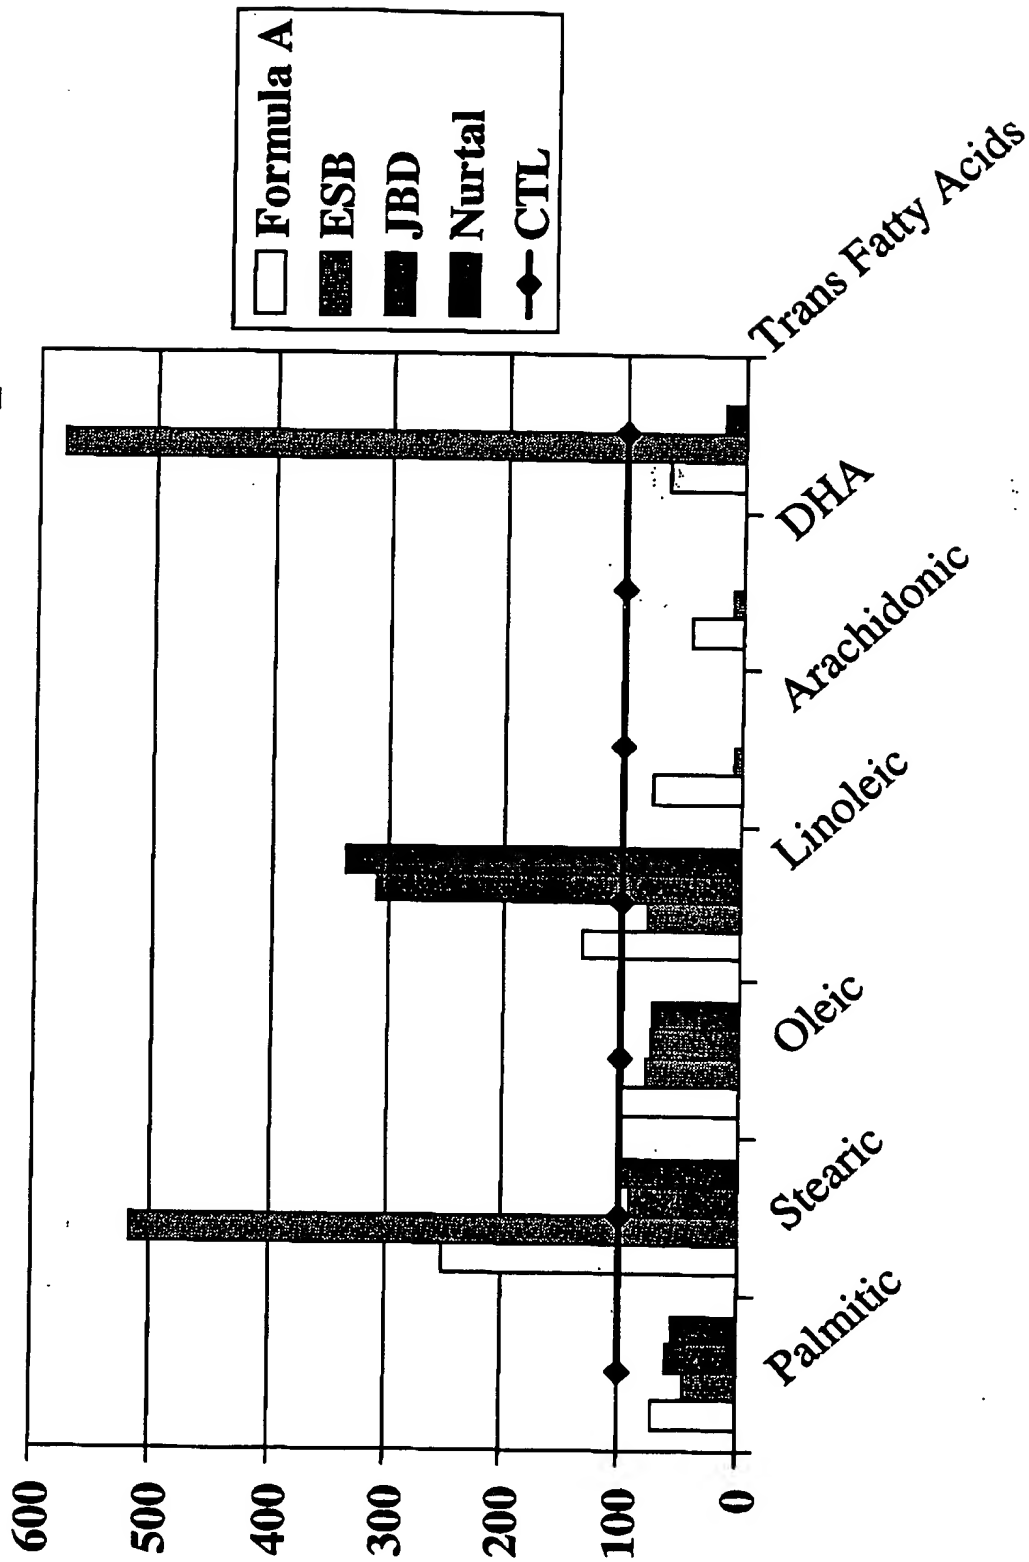 600
500
400
300
200
100
0
Palmitic
Stearic
Oleic
Linoleic
Arachidonic
DHA
Trans Fatty Acids
Formula A
ESB
JBD
Nurtal
CTL